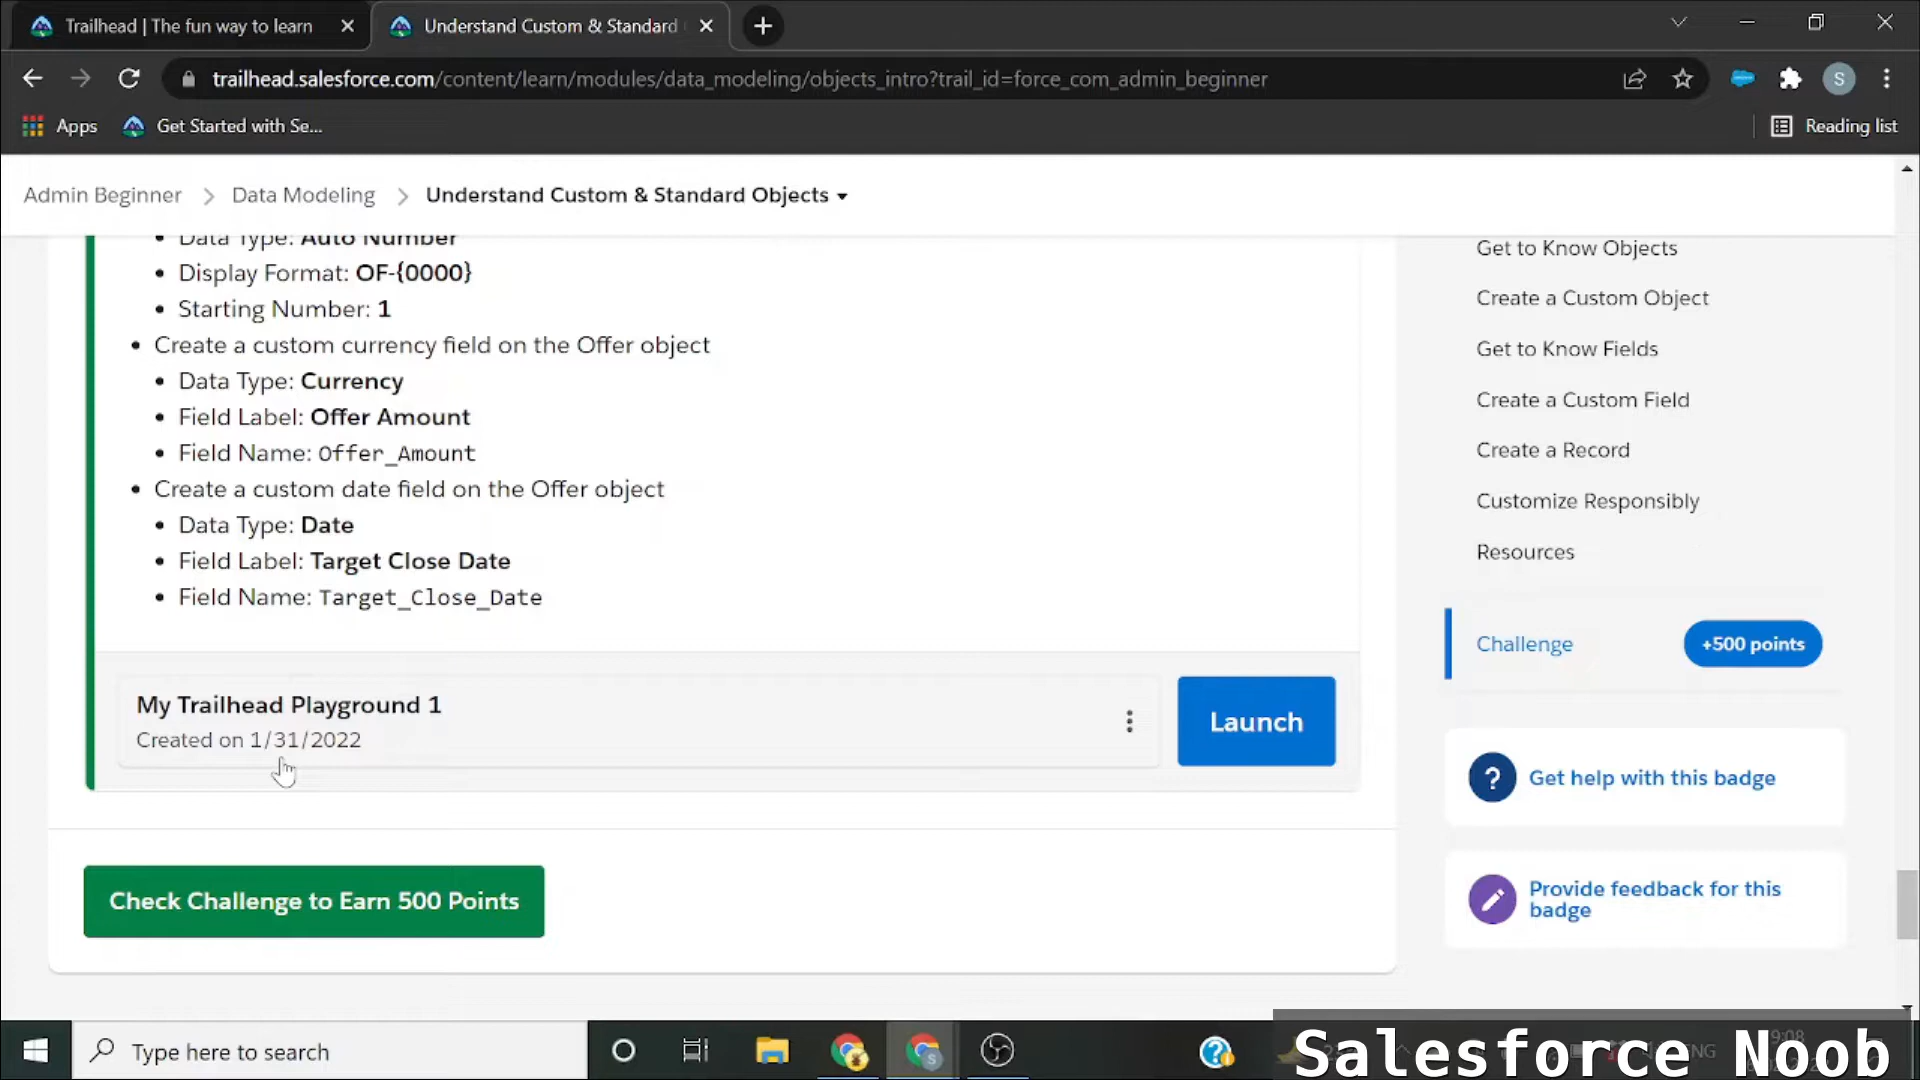 Trailhead | The fun way to learn
Understand Custom & Standard
trailhead.salesforce.com/content/learn/modules/data_modeling/objects_intro?trail_id=force_com_admin_beginner
S
Apps
Get Started with Se...
Reading list
Admin Beginner
Data Modeling
Understand Custom & Standard Objects
Data Type: Auto Number
Display Format: OF-{0000}
Starting Number: 1
Create a custom currency field on the Offer object
Data Type: Currency
Field Label: Offer Amount
Field Name: Offer_Amount
Create a custom date field on the Offer object
Data Type: Date
Field Label: Target Close Date
Field Name: Target_Close_Date
My Trailhead Playground 1
Created on 1/31/2022
Launch
Check Challenge to Earn 500 Points
Get to Know Objects
Create a Custom Object
Get to Know Fields
Create a Custom Field
Create a Record
Customize Responsibly
Resources
Challenge
+500 points
? Get help with this badge
Provide feedback for this
badge
Type here to search
Salesforce Noob
ENG